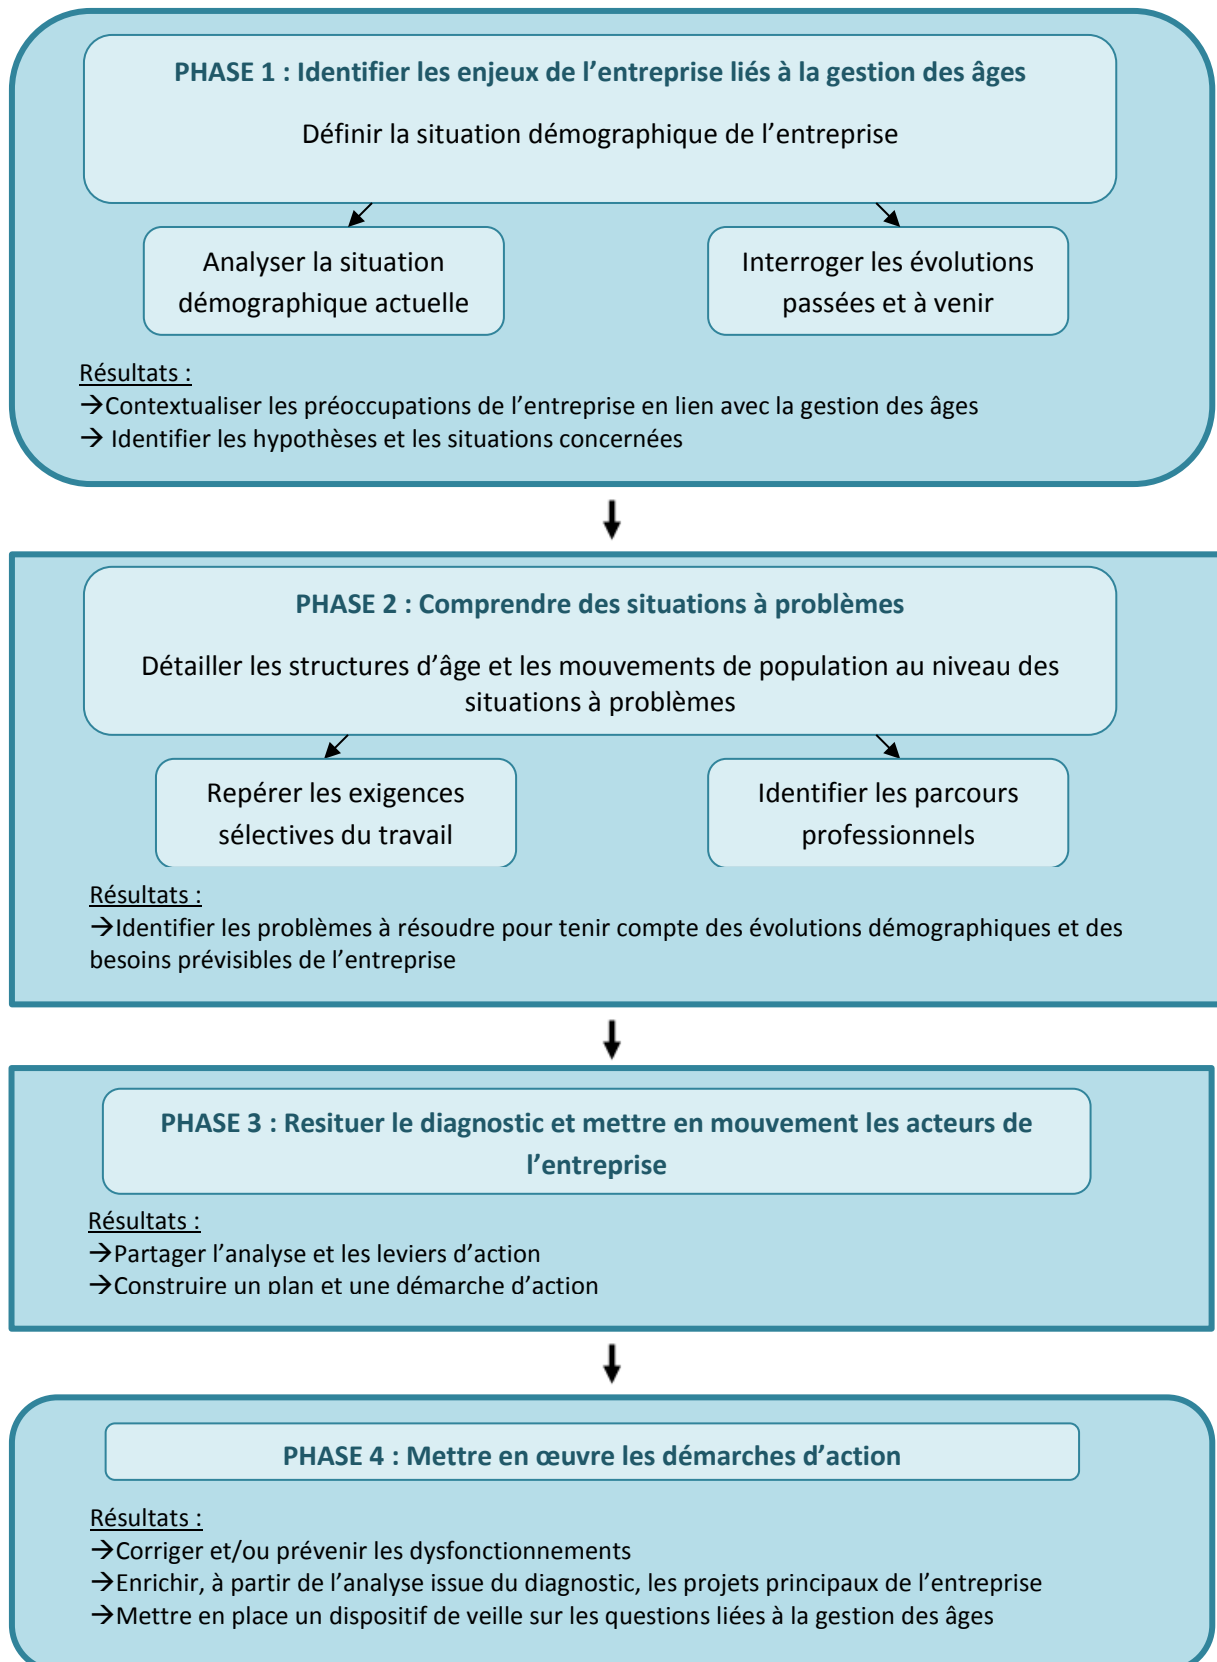 PHASE 1 : Identifier les enjeux de l’entreprise liés à la gestion des âges
Définir la situation démographique de l’entreprise
Analyser la situation
démographique actuelle
Interroger les évolutions
passées et à venir
Résultats :
→Contextualiser les préoccupations de l’entreprise en lien avec la gestion des âges
→ Identifier les hypothèses et les situations concernées
PHASE 2 : Comprendre des situations à problèmes
Détailler les structures d’âge et les mouvements de population au niveau des
situations à problèmes
Repérer les exigences
sélectives du travail
Identifier les parcours
professionnels
Résultats :
→Identifier les problèmes à résoudre pour tenir compte des évolutions démographiques et des
besoins prévisibles de l’entreprise
PHASE 3 : Resituer le diagnostic et mettre en mouvement les acteurs de
l’entreprise
Résultats :
→Partager l’analyse et les leviers d’action
→Construire un plan et une démarche d’action
PHASE 4 : Mettre en œuvre les démarches d’action
Résultats :
→Corriger et/ou prévenir les dysfonctionnements
→Enrichir, à partir de l’analyse issue du diagnostic, les projets principaux de l’entreprise
→Mettre en place un dispositif de veille sur les questions liées à la gestion des âges